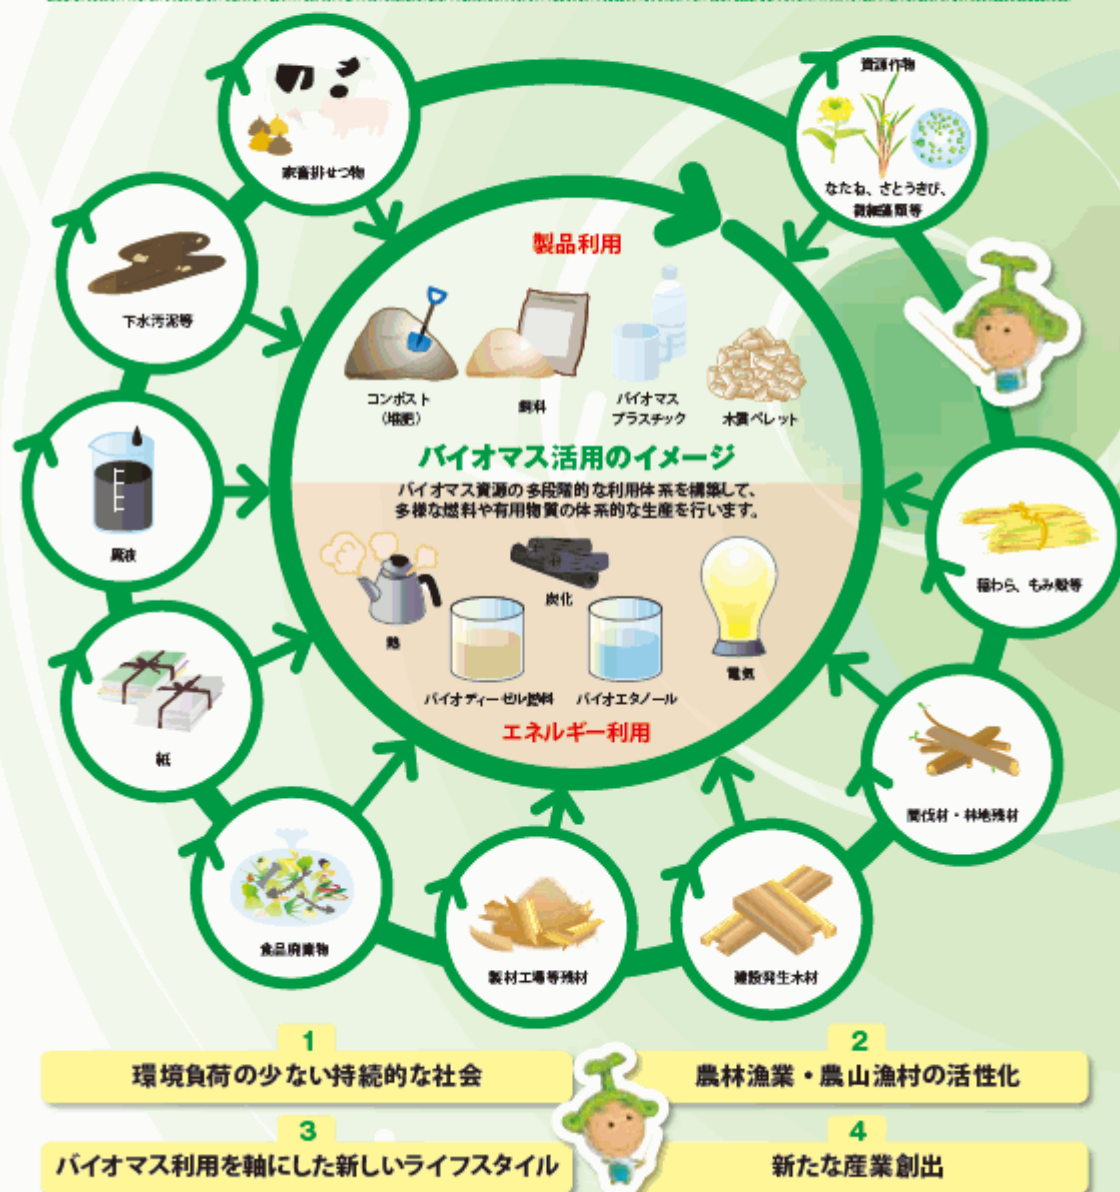 家畜排せつ物
資源作物
なたね、さとうきび、
微細藻類等
下水汚泥等
製品利用
コンポスト
(堆肥)
飼料
バイオマス
プラスチック
木質ペレット
バイオマス活用のイメージ
バイオマス資源の多段階的な利用体系を構築して、
多様な燃料や有用物質の体系的な生産を行います。
黒液
稲わら、もみ殻等
熱
炭化
電気
バイオディーゼル燃料
バイオエタノール
エネルギー利用
紙
間伐材・林地残材
食品廃棄物
製材工場等残材
建設発生木材
1
環境負荷の少ない持続的な社会
2
農林漁業・農山漁村の活性化
3
バイオマス利用を軸にした新しいライフスタイル
4
新たな産業創出